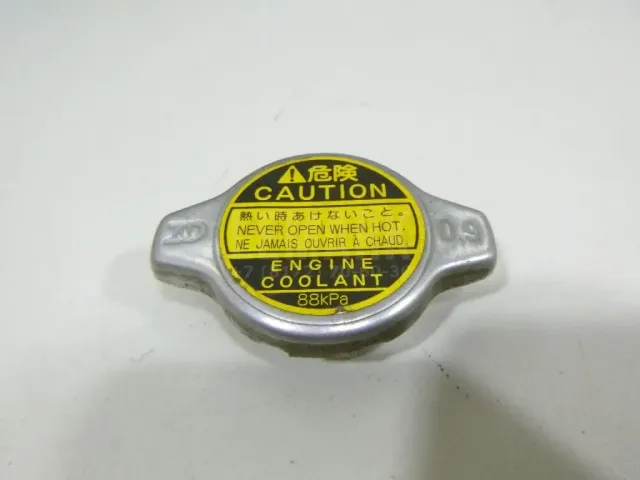 危険
CAUTION
熱い時あけないこと。
NEVER OPEN WHEN HOT.
NE JAMAIS OUVRIR À CHAUD.
ENGINE
COOLANT
88kPa
0.9